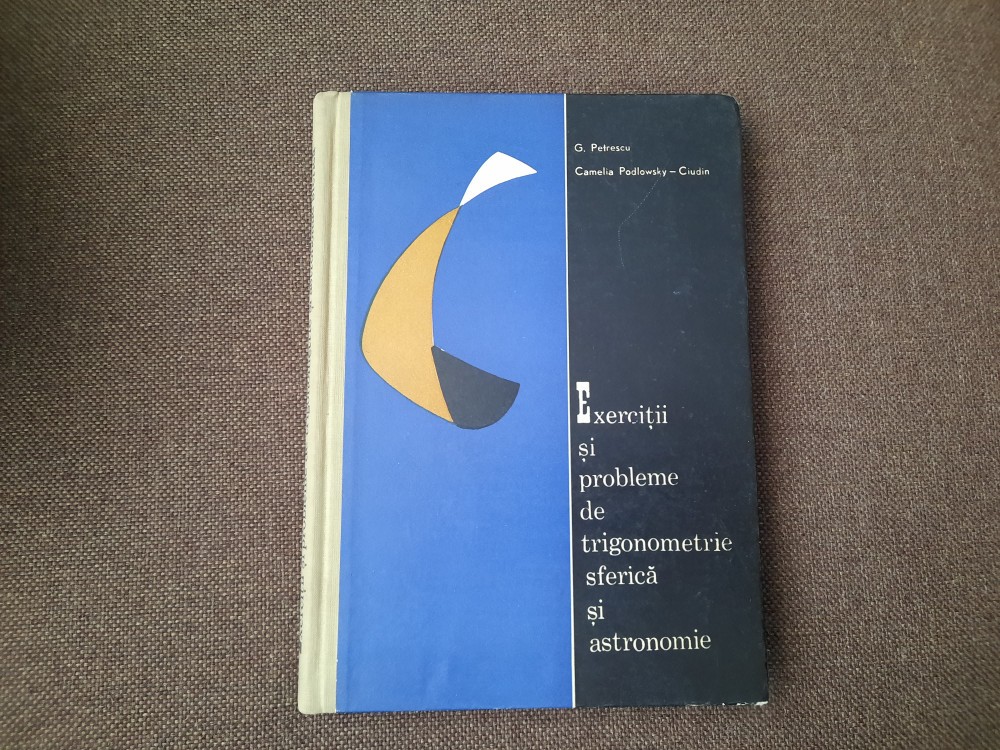 G. Petrescu
Camelia Podlowsky – Ciudin
Exerciții
și
probleme
de
trigonometrie
sferică
și
astronomie